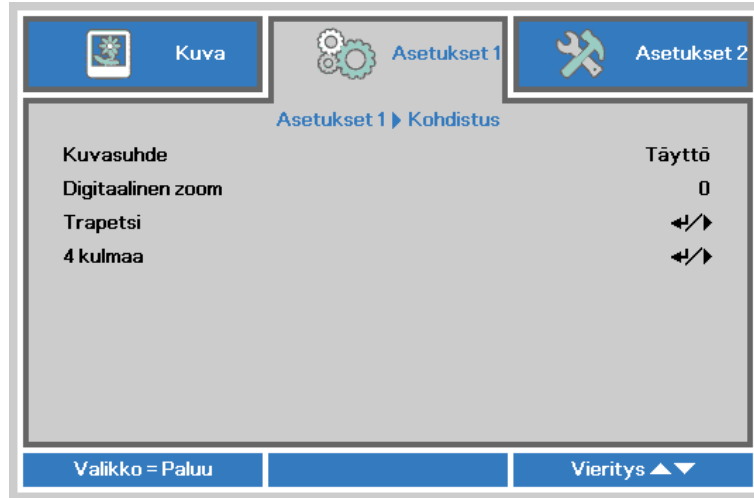 Kuva Asetukset 1 Asetukset 2
Asetukset 1 Kohdistus
Kuvasuhde Täyttö
Digitaalinen zoom 0
Trapetsi
4 kulmaa
Valikko = Paluu Vieritys